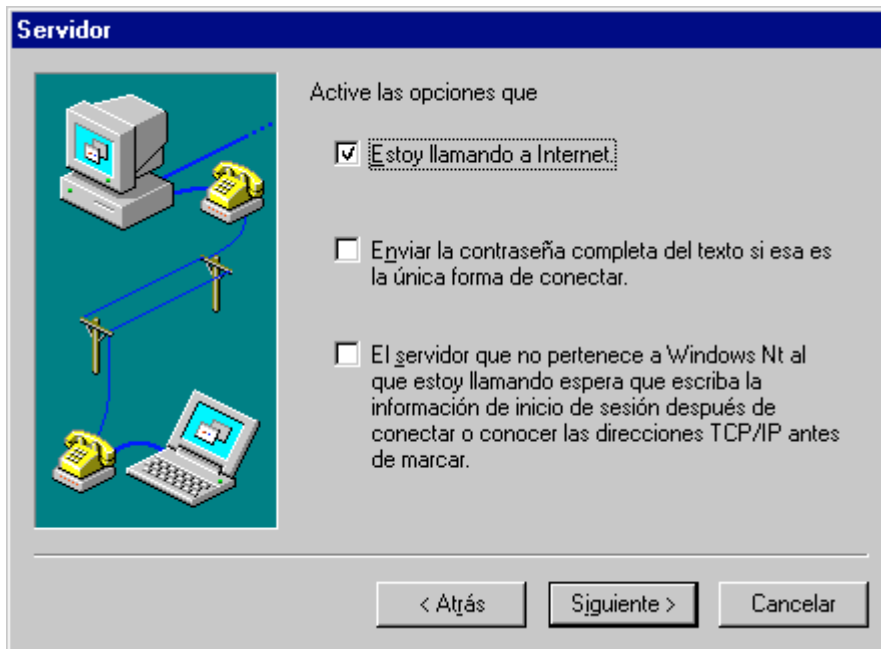 Servidor
Active las opciones que
Estoy llamando a Internet.
Enviar la contraseña completa del texto si esa es
la única forma de conectar.
El servidor que no pertenece a Windows Nt al
que estoy llamando espera que escriba la
información de inicio de sesión después de
conectar o conocer las direcciones TCP/IP antes
de marcar.
< Atrás
Siguiente >
Cancelar